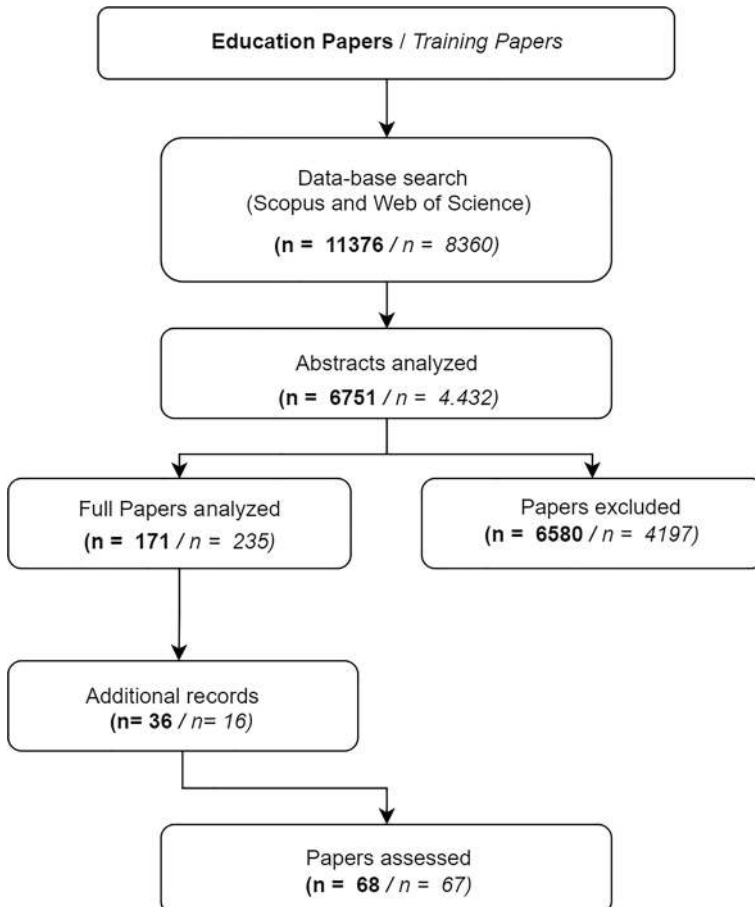 Education Papers / Training Papers
Data-base search
(Scopus and Web of Science)
(n = 11376 / n = 8360)
Abstracts analyzed
(n = 6751 / n = 4.432)
Full Papers analyzed
(n = 171 / n = 235)
Papers excluded
(n = 6580 / n = 4197)
Additional records
(n= 36 / n= 16)
Papers assessed
(n = 68 / n = 67)